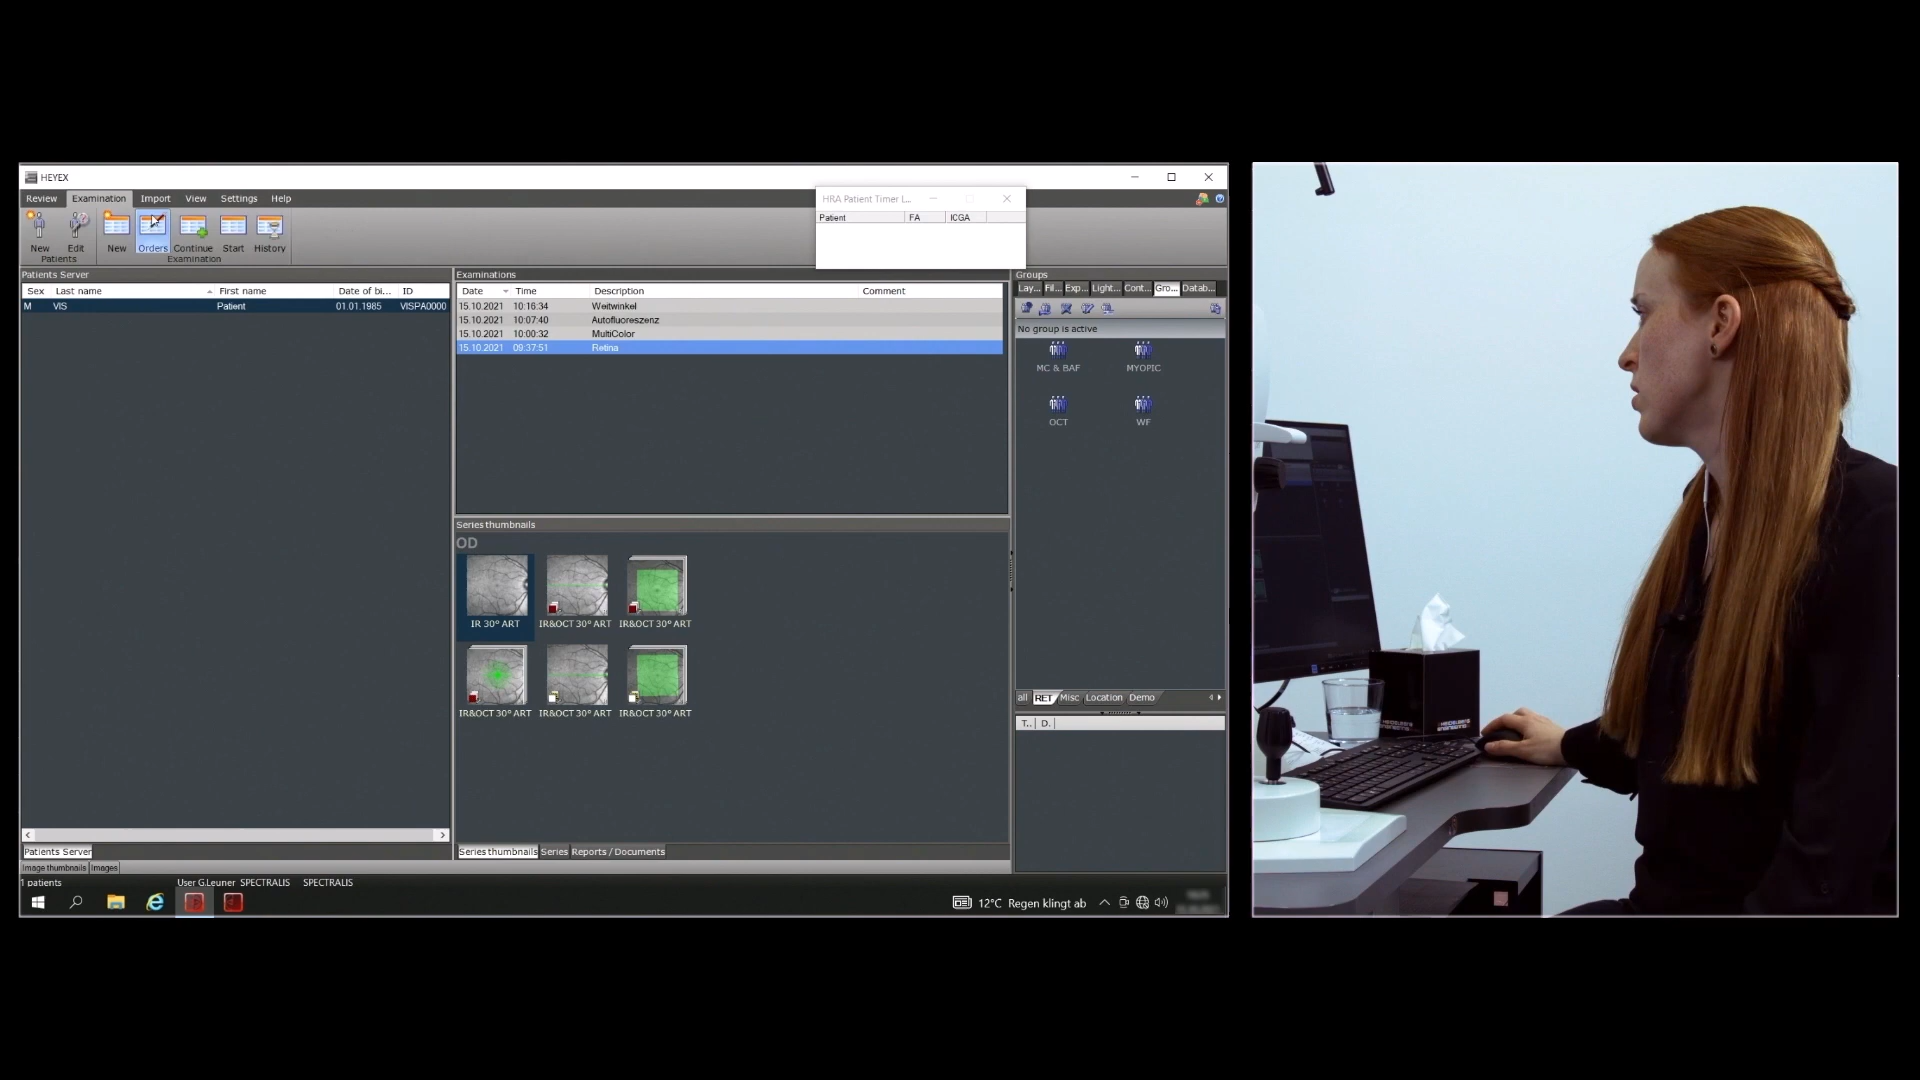 HEYEX
Review Examination Import View Settings Help
New Edit New Orders Continue Start History
Patients Examination
HRA Patient Timer L...
Patient FA ICGA
Patients Server
Sex Last name First name Date of bi... ID
M VIS Patient 01.01.1985 VISPA0000
Examinations
Date Time Description Comment
15.10.2021 10:16:34 Weitwinkel
15.10.2021 10:07:40 Autofluoreszenz
15.10.2021 10:00:32 MultiColor
15.10.2021 09:37:51 Retina
Series thumbnails
OD
IR 30° ART IR&OCT 30° ART IR&OCT 30° ART
IR&OCT 30° ART IR&OCT 30° ART IR&OCT 30° ART
Groups
Lay... Fil... Exp... Light... Cont... Gro... Datab...
No group is active
MC & BAF MYOPIC
OCT WF
all RET Misc Location Demo
T.. D.
Patients Server
Series thumbnails Series Reports / Documents
Image thumbnails Images
1 patients User G.Leuner SPECTRALIS SPECTRALIS
12°C Regen klingt ab
HEIDELBERG ENGINEERING